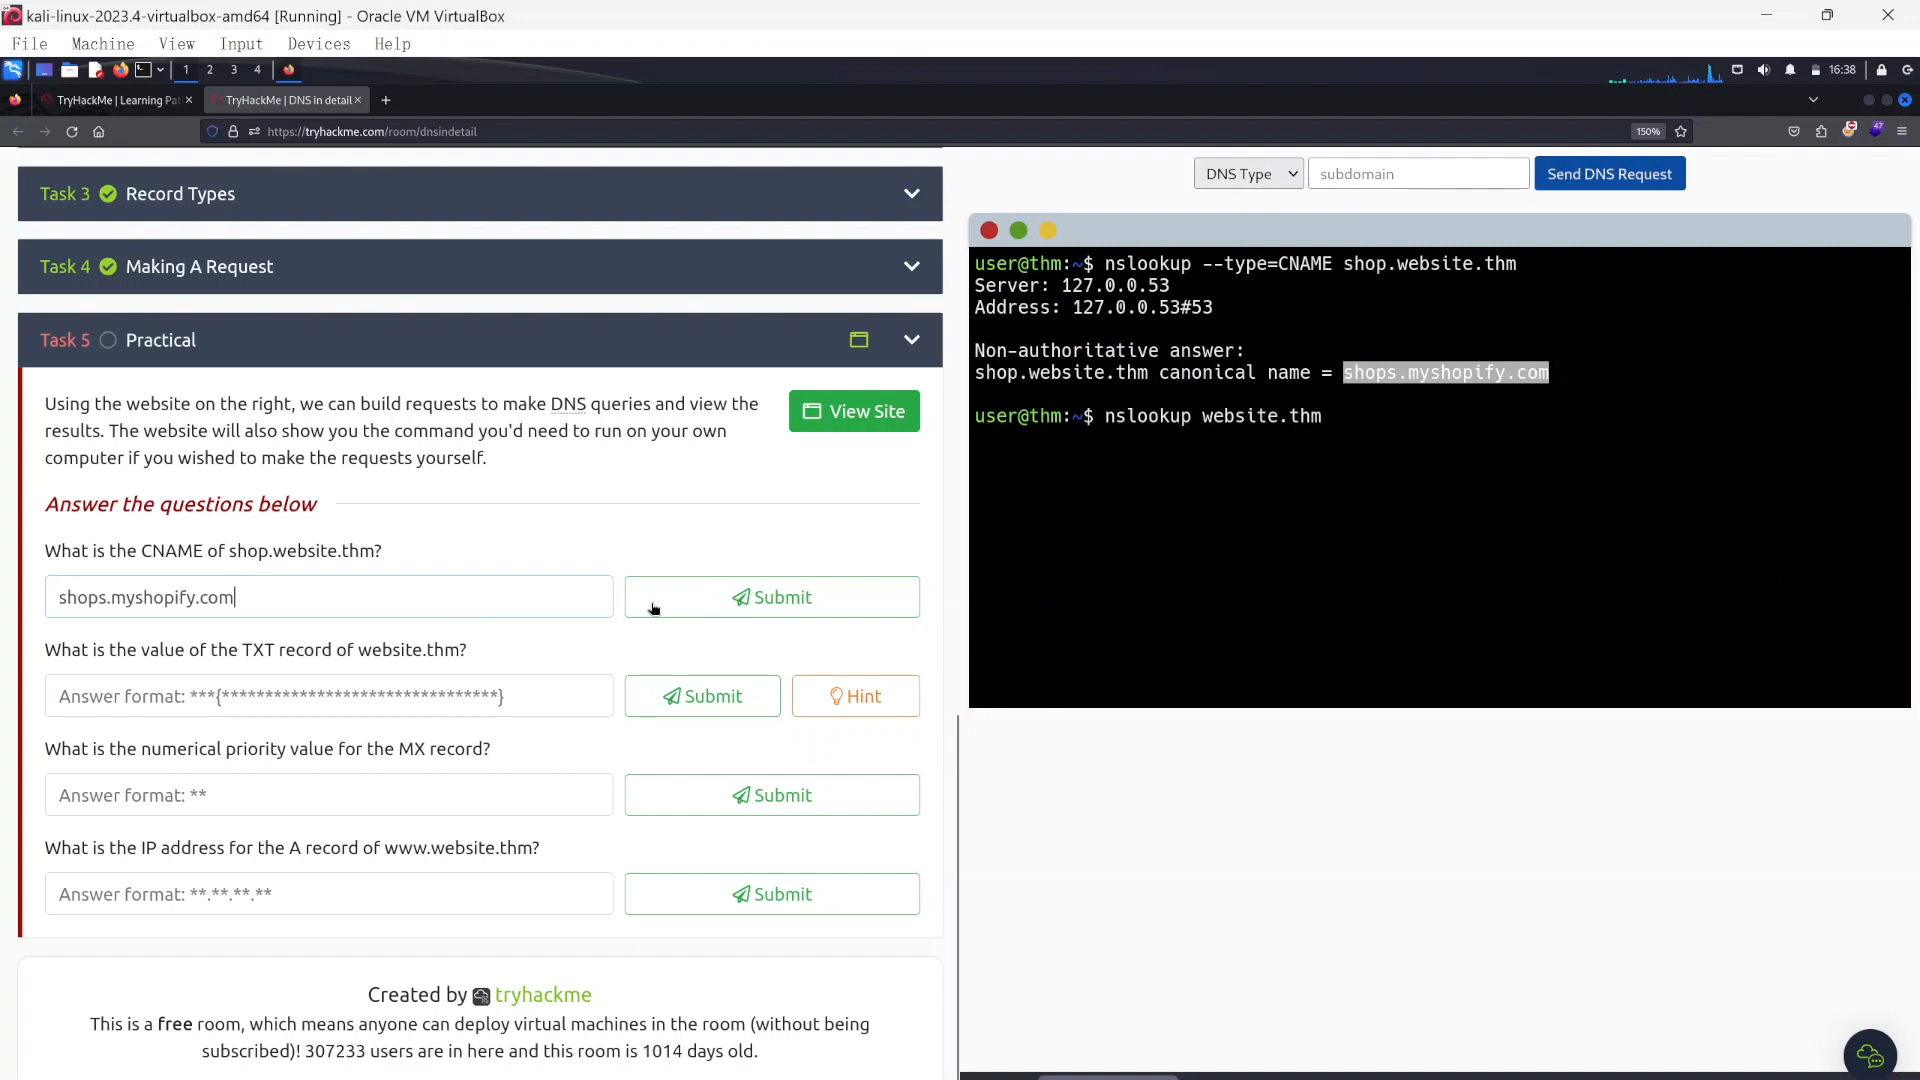 kali-linux-2023.4-virtualbox-amd64 [Running] - Oracle VM VirtualBox
File Machine View Input Devices Help
1 2 3 4
16:38
TryHackMe | Learning Pat
TryHackMe | DNS in detail
https://tryhackme.com/room/dnsindetail
150%
47
Task 3 Record Types
Task 4 Making A Request
Task 5 Practical
Using the website on the right, we can build requests to make DNS queries and view the
results. The website will also show you the command you'd need to run on your own
computer if you wished to make the requests yourself.
View Site
Answer the questions below
What is the CNAME of shop.website.thm?
shops.myshopify.com
Submit
What is the value of the TXT record of website.thm?
Answer format: ***{********************************}
Submit
Hint
What is the numerical priority value for the MX record?
Answer format: **
Submit
What is the IP address for the A record of www.website.thm?
Answer format: **.**.**.**
Submit
Created by tryhackme
This is a free room, which means anyone can deploy virtual machines in the room (without being
subscribed)! 307233 users are in here and this room is 1014 days old.
DNS Type
subdomain
Send DNS Request
user@thm:~$ nslookup --type=CNAME shop.website.thm
Server: 127.0.0.53
Address: 127.0.0.53#53
Non-authoritative answer:
shop.website.thm canonical name = shops.myshopify.com
user@thm:~$ nslookup website.thm